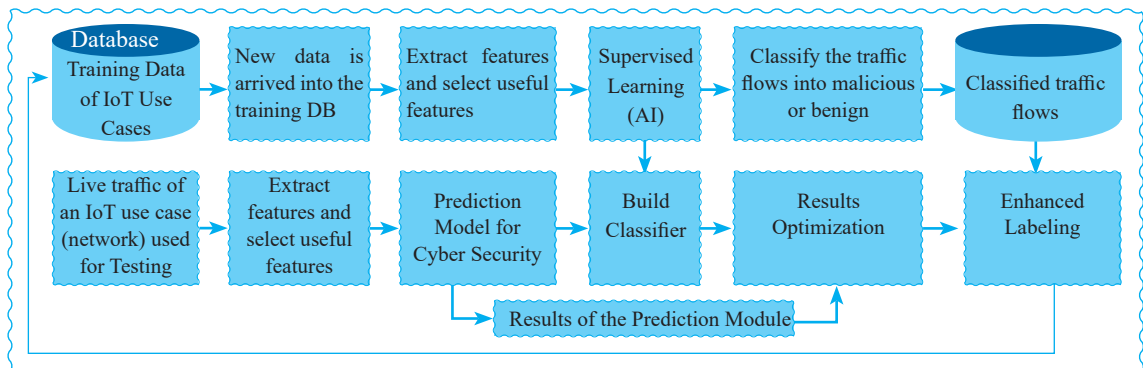 Database
Training Data
of IoT Use
Cases
New data is
arrived into the
training DB
Extract features
and select useful
features
Supervised
Learning
(AI)
Classify the traffic
flows into malicious
or benign
Classified traffic
flows
Live traffic of
an IoT use case
(network) used
for Testing
Extract
features and
select useful
features
Prediction
Model for
Cyber Security
Build
Classifier
Results
Optimization
Enhanced
Labeling
Results of the Prediction Module